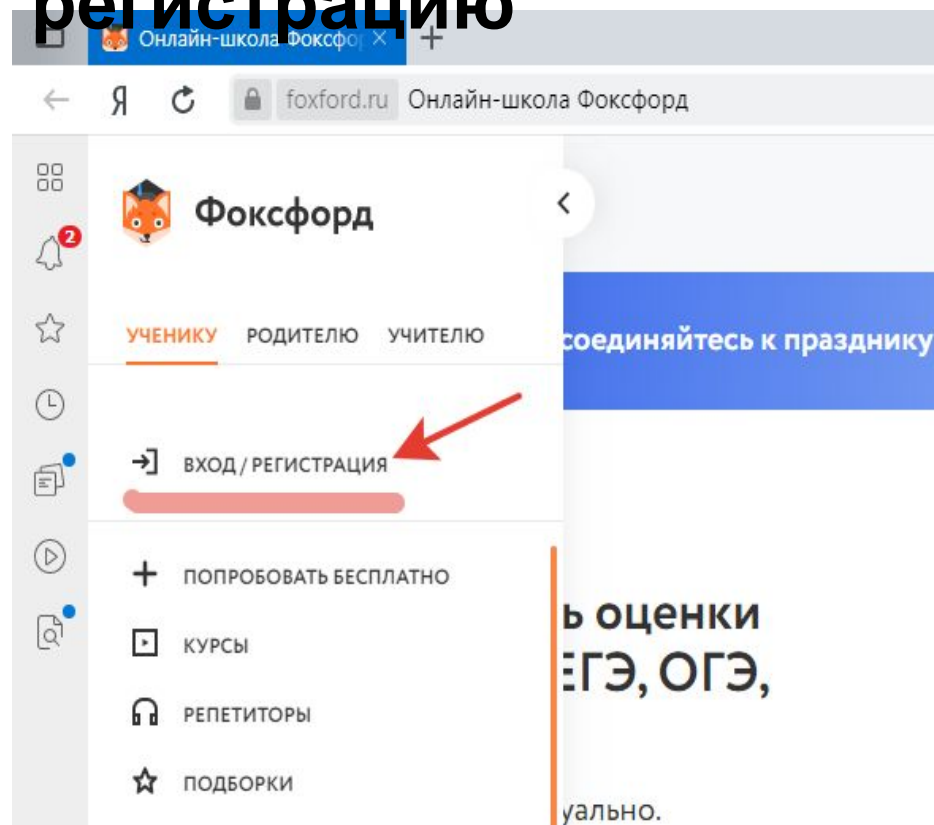 регистрацию
Онлайн-школа Фоксфор
Я foxford.ru Онлайн-школа Фоксфорд
2
Фоксфорд
УЧЕНИКУ РОДИТЕЛЮ УЧИТЕЛЮ
соединяйтесь к празднику
ВХОД / РЕГИСТРАЦИЯ
ПОПРОБОВАТЬ БЕСПЛАТНО
КУРСЫ
ь оценки
ЕГЭ, ОГЭ,
РЕПЕТИТОРЫ
ПОДБОРКИ
уально.